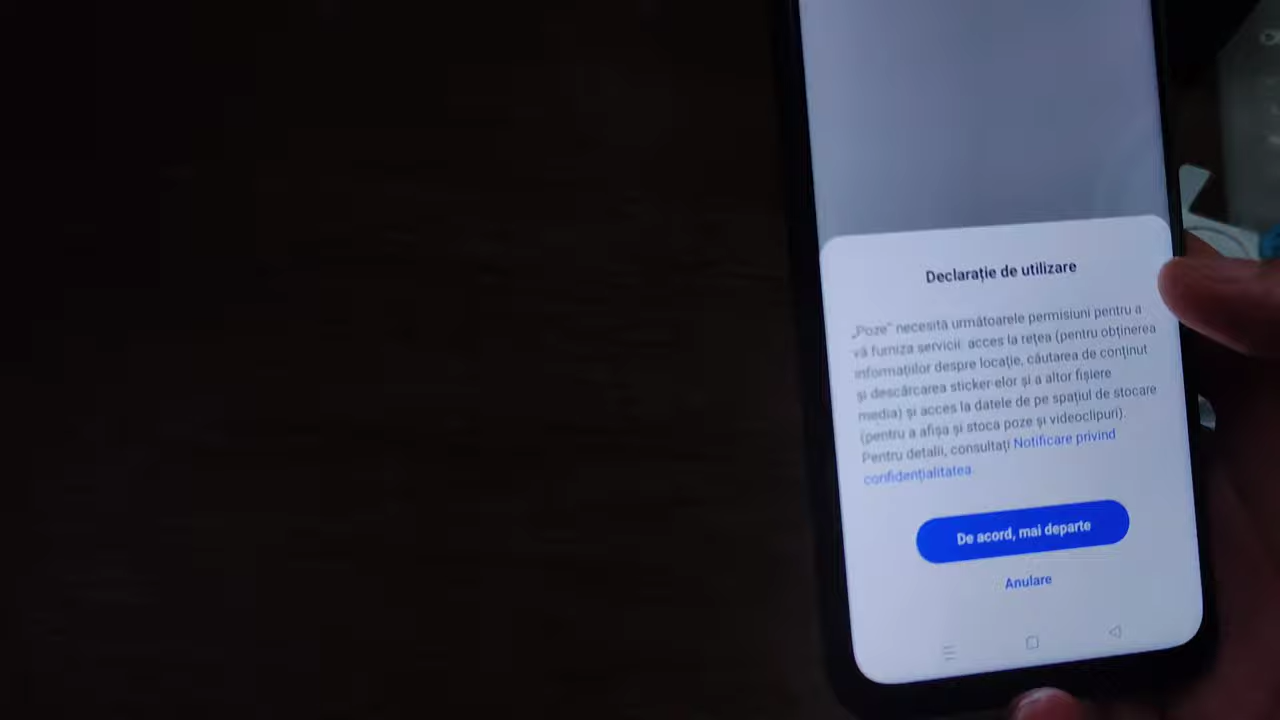 Declarație de utilizare
„Poze” necesită următoarele permisiuni pentru a
vă furniza servicii: acces la rețea (pentru obținerea
informațiilor despre locație, căutarea de conținut
și descărcarea sticker-elor și a altor fișiere
media) și acces la datele de pe spațiul de stocare
(pentru a afișa și stoca poze și videoclipuri).
Pentru detalii, consultați Notificare privind
confidențialitatea.
De acord, mai departe
Anulare